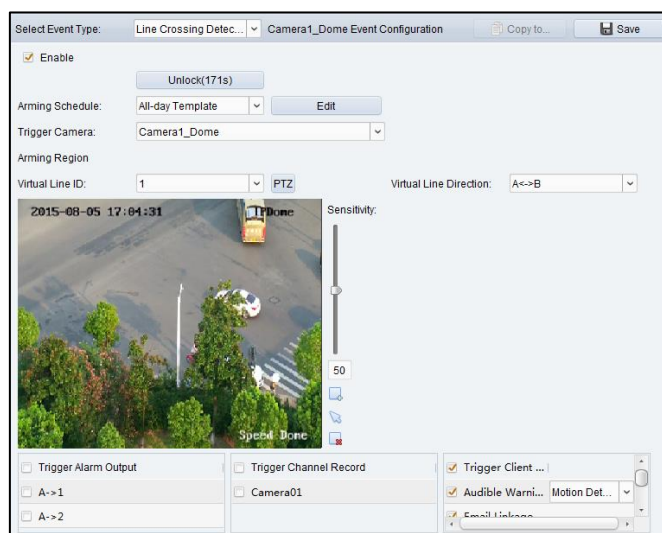 Select Event Type: Line Crossing Detec... Camera1_Dome Event Configuration Copy to... Save
Enable
Unlock(171s)
Arming Schedule: All-day Template Edit
Trigger Camera: Camera1_Dome
Arming Region
Virtual Line ID: 1 PTZ Virtual Line Direction: A<->B
2015-08-05 17:04:31 IPDome Sensitivity:
50
Speed Dome
Trigger Alarm Output Trigger Channel Record Trigger Client ...
A->1 Camera01 Audible Warni... Motion Det...
A->2 Email Linkage